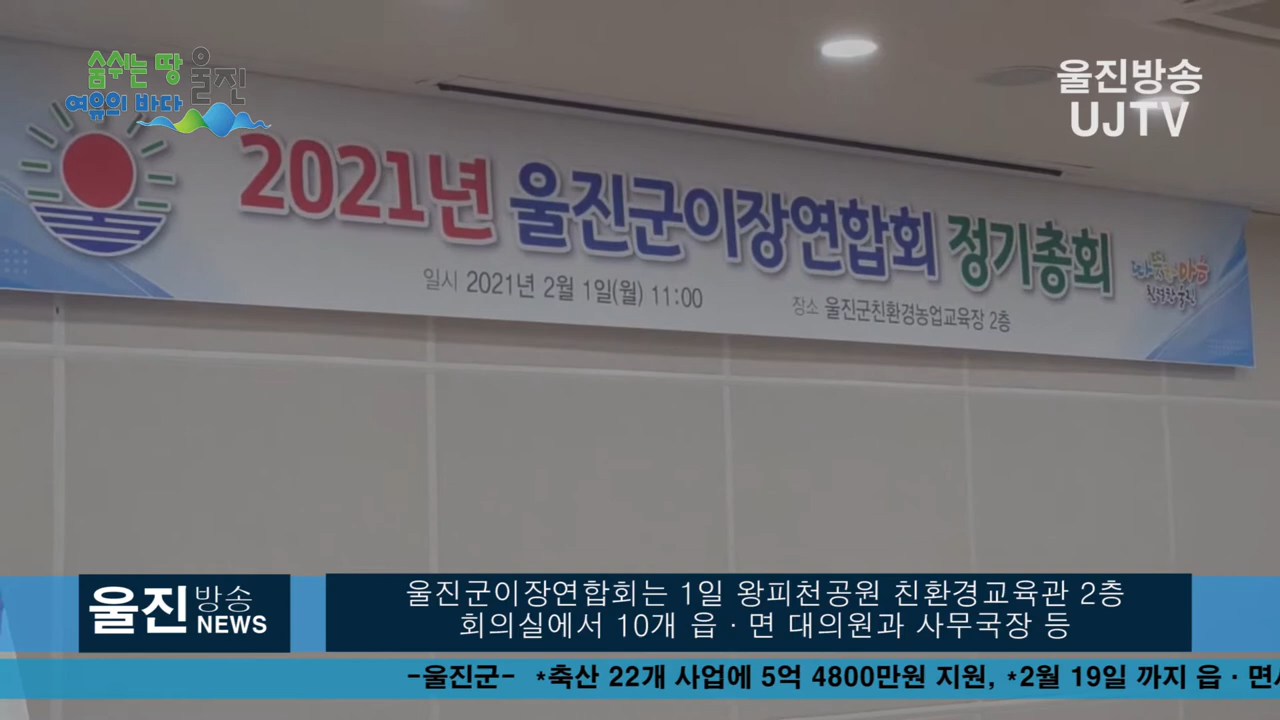 숨쉬는 땅 울진
여유의 바다
울진방송
UJTV
2021년 울진군이장연합회 정기총회
일시 2021년 2월 1일(월) 11:00
장소 울진군친환경농업교육장 2층
친절한 울진
울진 방송 NEWS
울진군이장연합회는 1일 왕피천공원 친환경교육관 2층
회의실에서 10개 읍·면 대의원과 사무국장 등
-울진군- *축산 22개 사업에 5억 4800만원 지원, *2월 19일 까지 읍·면사